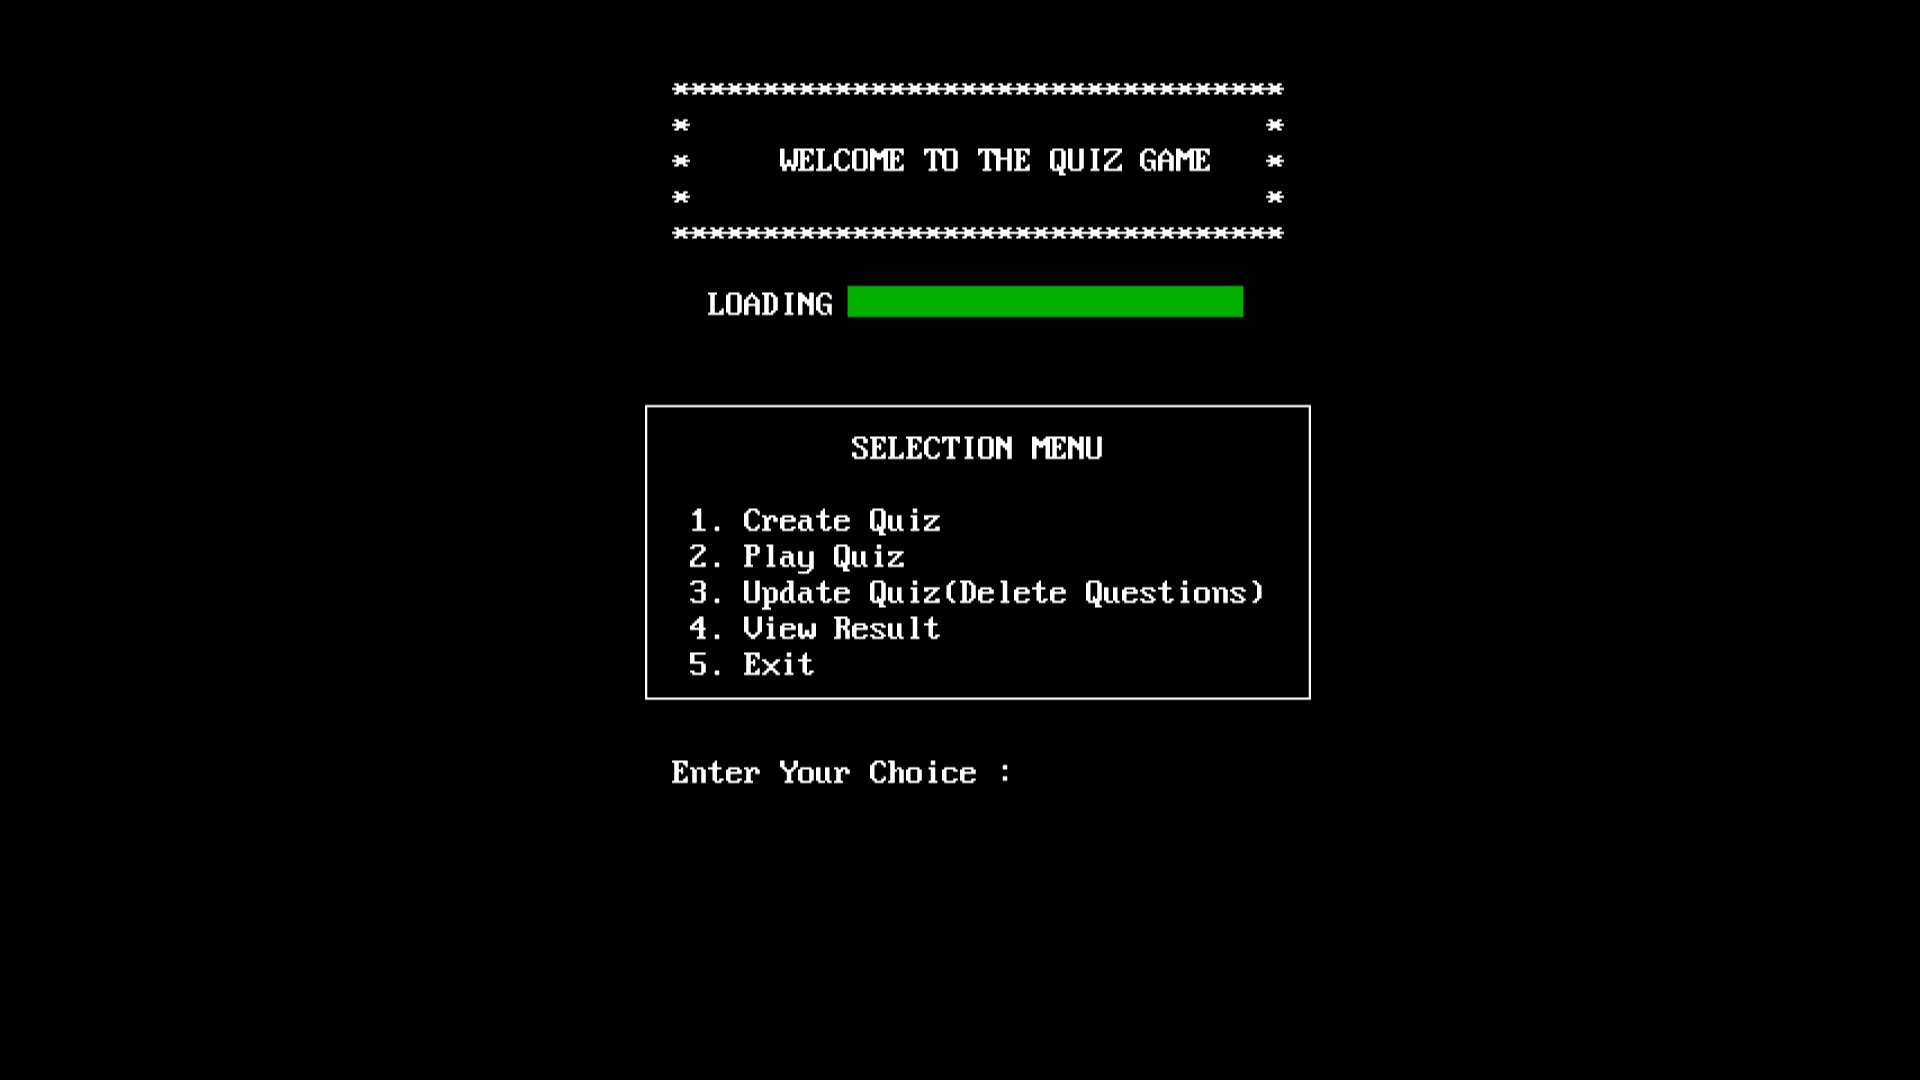 **********************************
* *
* WELCOME TO THE QUIZ GAME *
* *
**********************************
LOADING
SELECTION MENU
1. Create Quiz
2. Play Quiz
3. Update Quiz(Delete Questions)
4. View Result
5. Exit
Enter Your Choice :